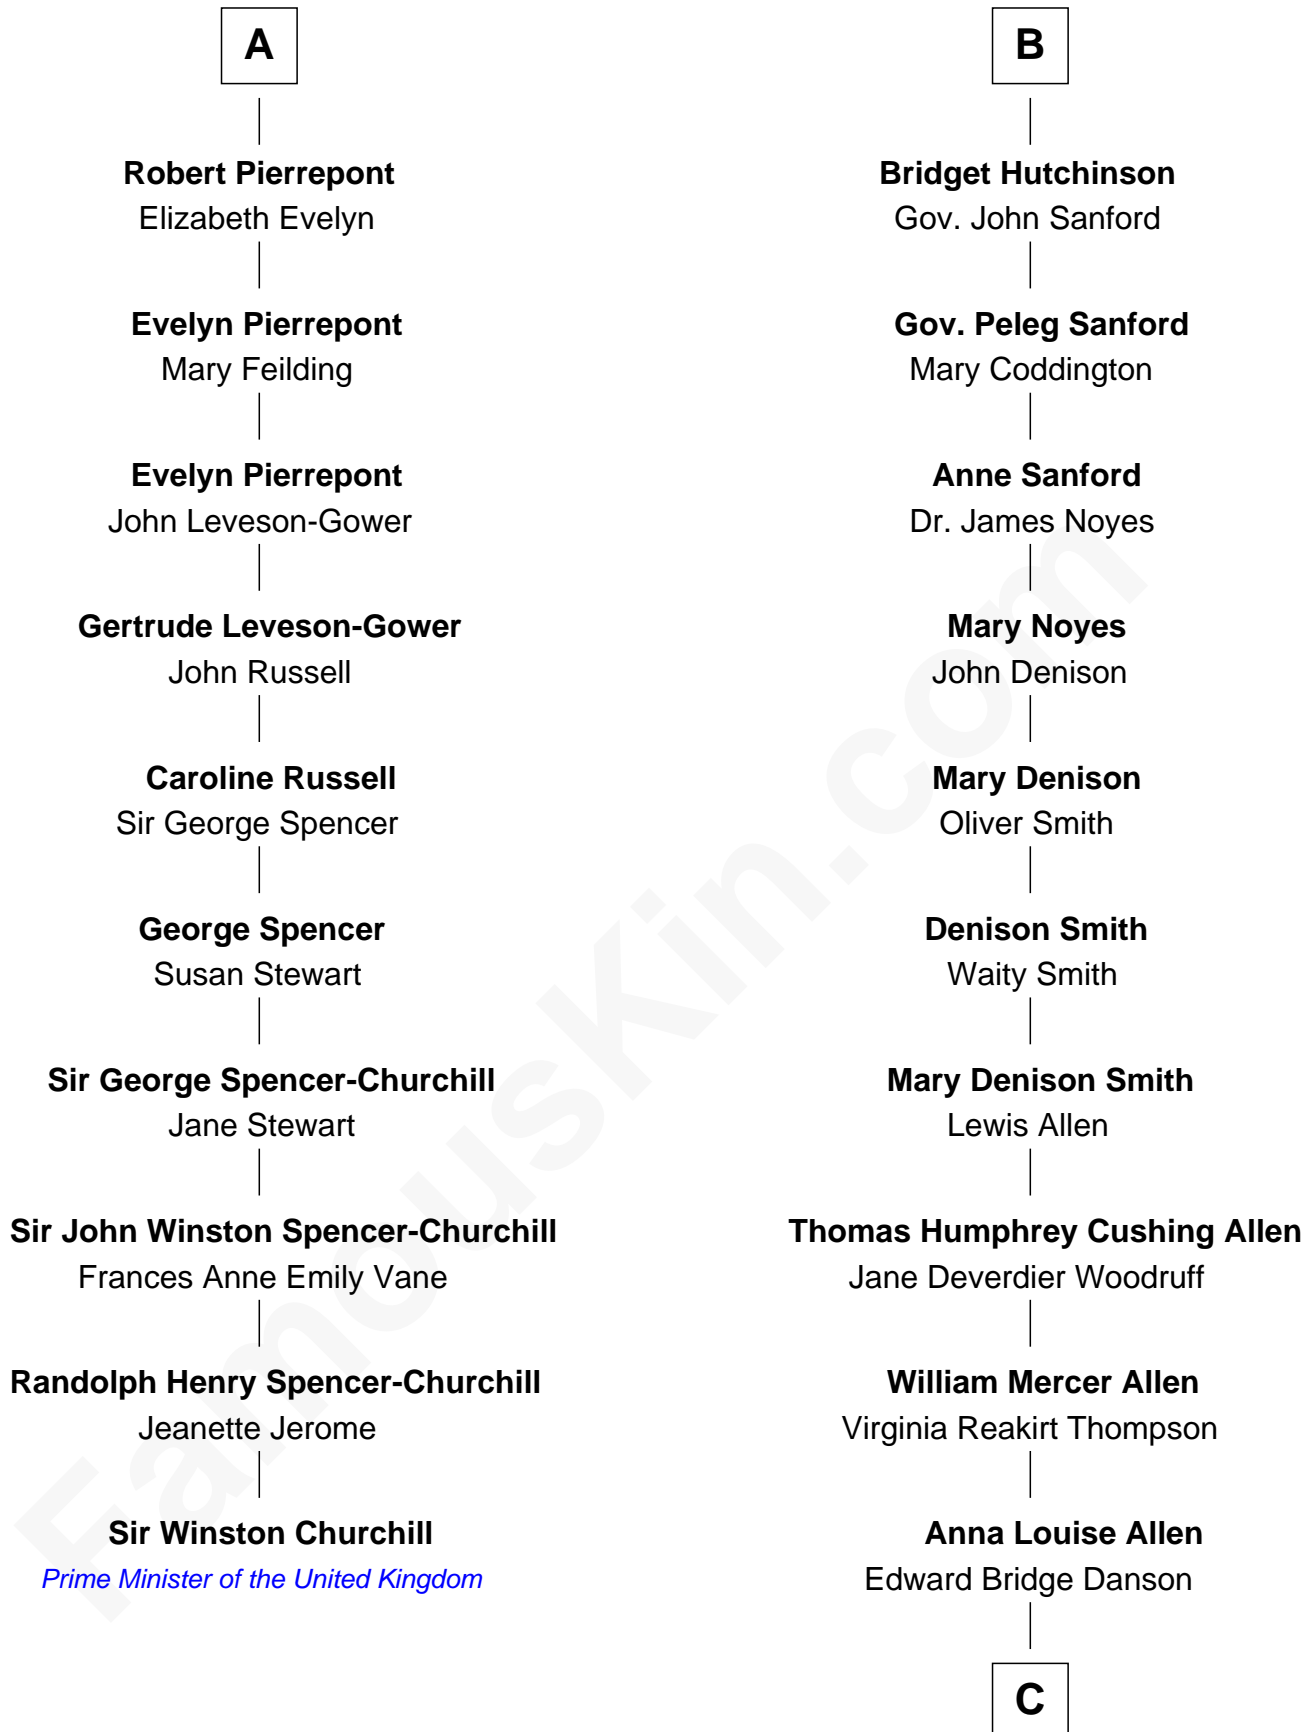 A
Robert Pierrepont
Elizabeth Evelyn
Evelyn Pierrepont
Mary Feilding
Evelyn Pierrepont
John Leveson-Gower
Gertrude Leveson-Gower
John Russell
Caroline Russell
Sir George Spencer
George Spencer
Susan Stewart
Sir George Spencer-Churchill
Jane Stewart
Sir John Winston Spencer-Churchill
Frances Anne Emily Vane
Randolph Henry Spencer-Churchill
Jeanette Jerome
Sir Winston Churchill
Prime Minister of the United Kingdom
B
Bridget Hutchinson
Gov. John Sanford
Gov. Peleg Sanford
Mary Coddington
Anne Sanford
Dr. James Noyes
Mary Noyes
John Denison
Mary Denison
Oliver Smith
Denison Smith
Waity Smith
Mary Denison Smith
Lewis Allen
Thomas Humphrey Cushing Allen
Jane Deverdier Woodruff
William Mercer Allen
Virginia Reakirt Thompson
Anna Louise Allen
Edward Bridge Danson
C
FamousKin.com